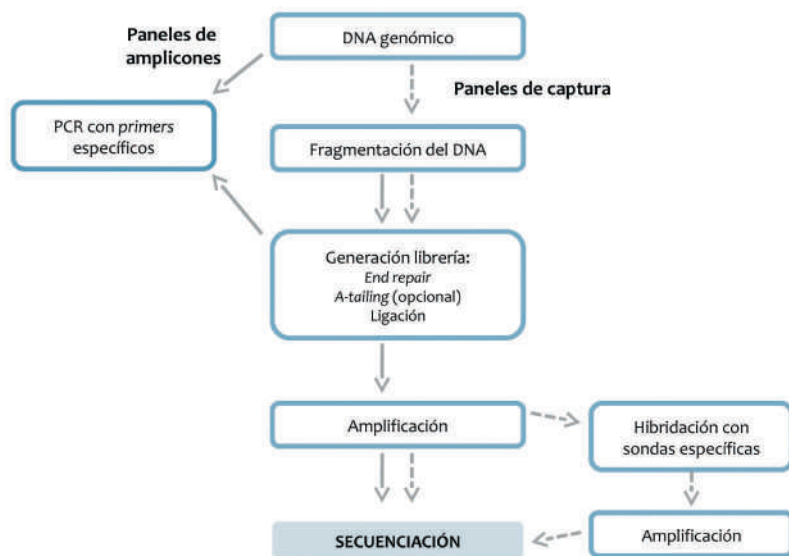 Paneles de
amplicones
DNA genómico
Paneles de captura
PCR con primers
específicos
Fragmentación del DNA
Generación librería:
End repair
A-tailing (opcional)
Ligación
Amplificación
Hibridación con
sondas específicas
SECUENCIACIÓN
Amplificación